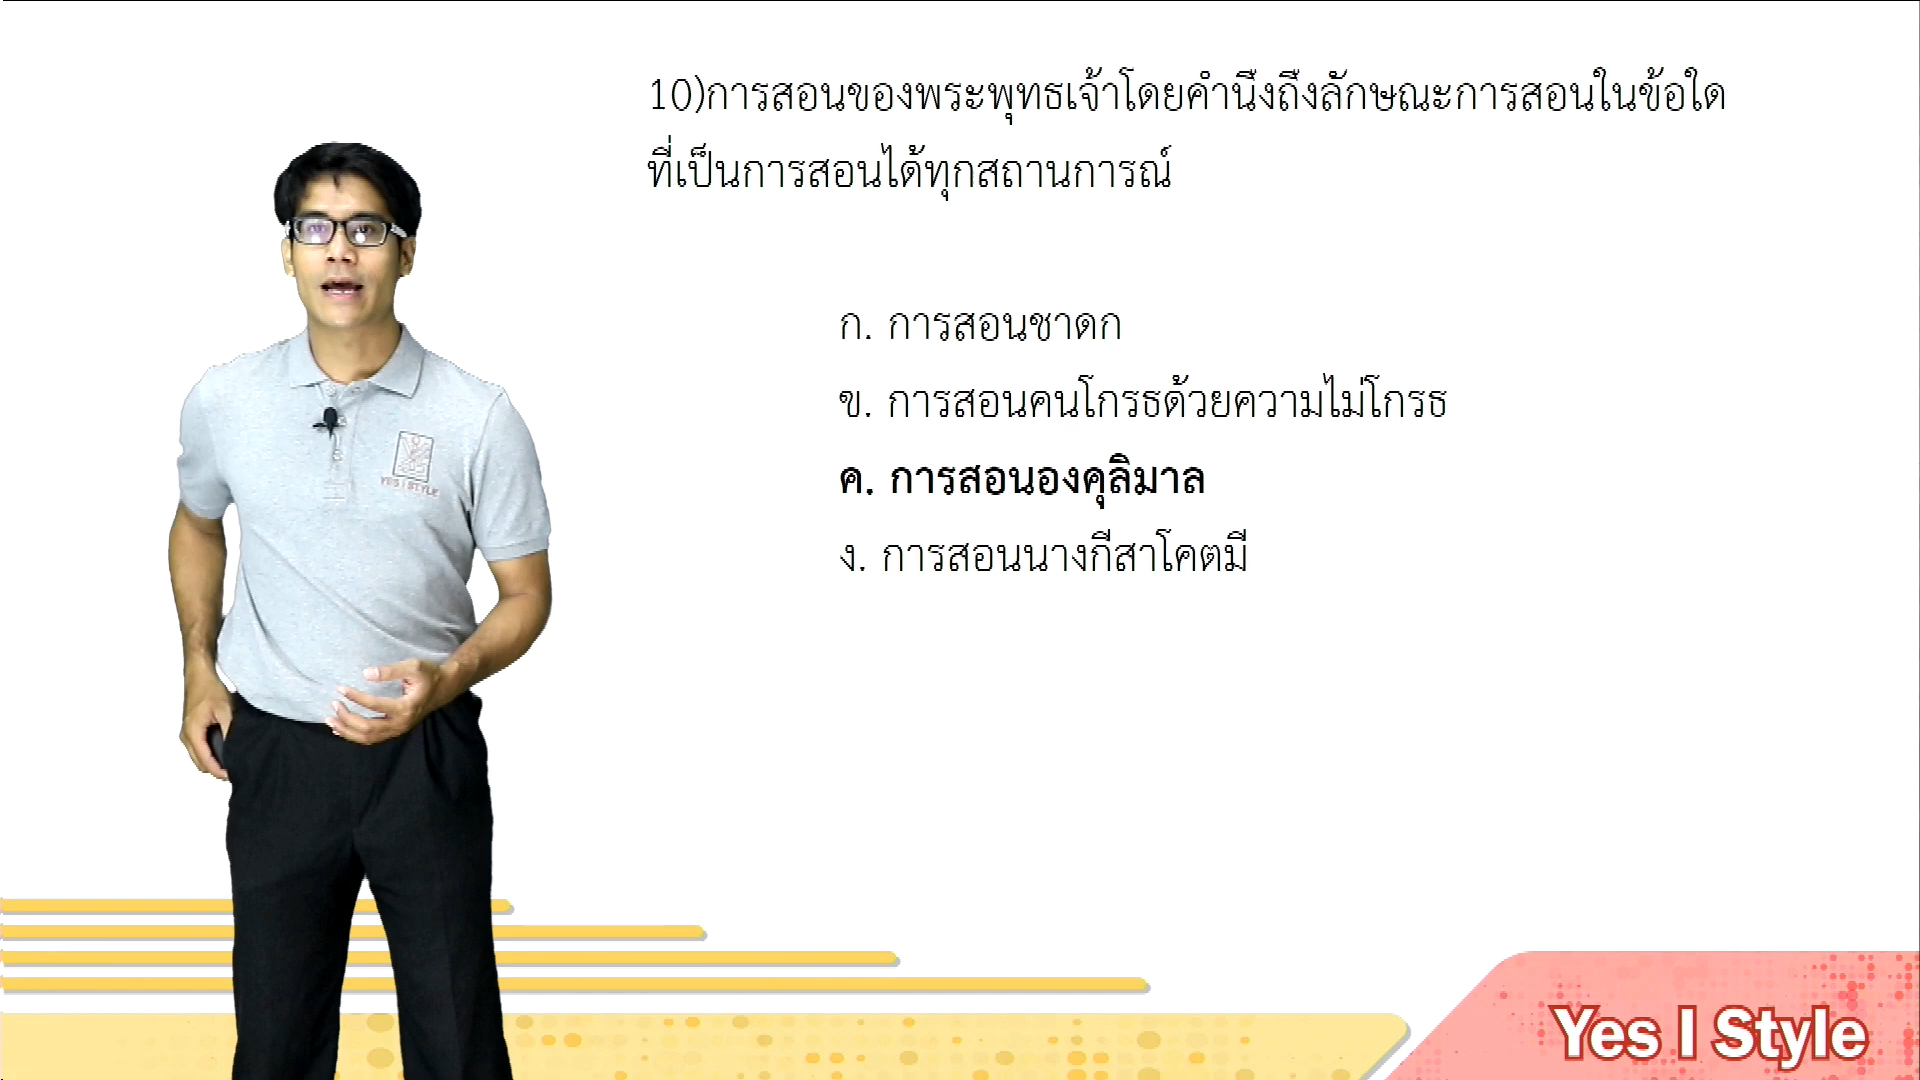 10)การสอนของพระพุทธเจ้าโดยคำนึงถึงลักษณะการสอนในข้อใด
ที่เป็นการสอนได้ทุกสถานการณ์
ก. การสอนชาดก
ข. การสอนคนโกรธด้วยความไม่โกรธ
ค. การสอนองคุลิมาล
ง. การสอนนางกีสาโคตมี
YES I STYLE
Yes I Style